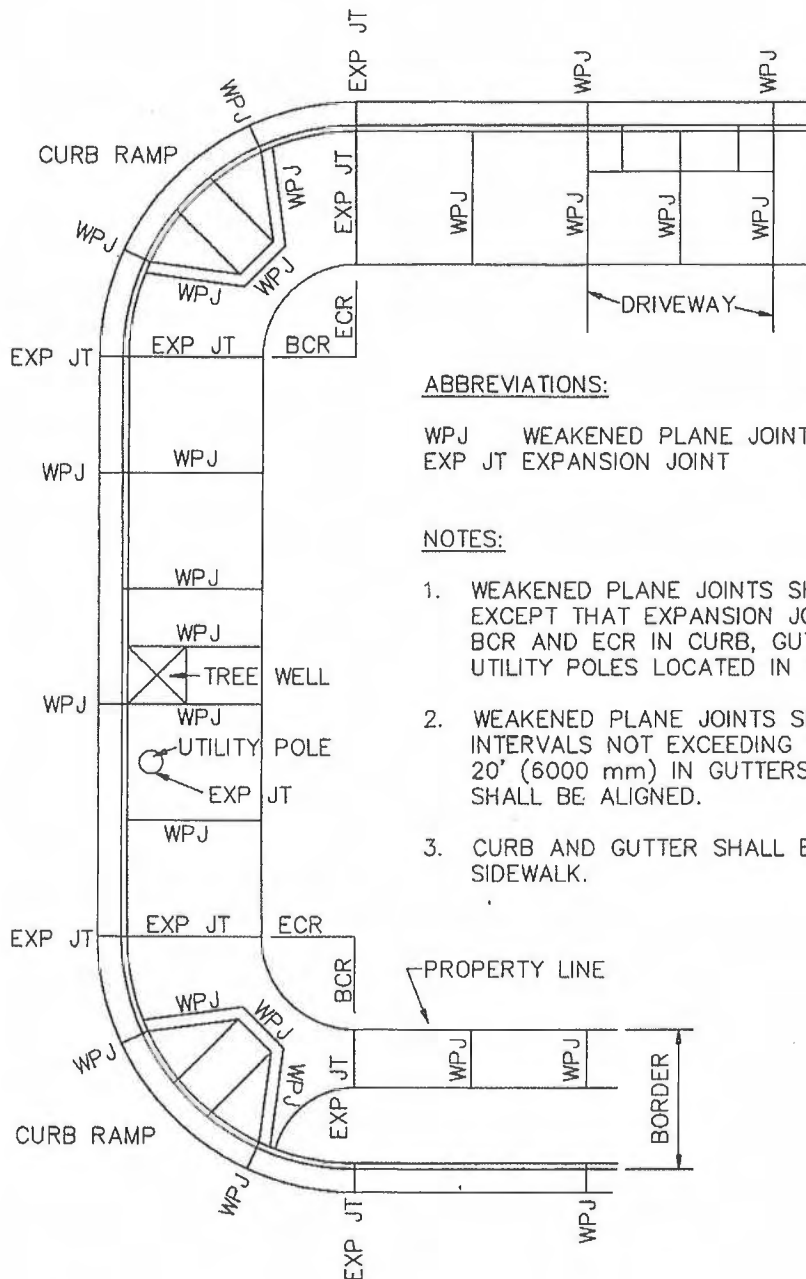 EXP JT
WPJ
WPJ
WPJ
CURB RAMP
WPJ
EXP JT
WPJ
WPJ
WPJ
WPJ
WPJ
WPJ
WPJ
ECR
DRIVEWAY
EXP JT
EXP JT
BCR
ABBREVIATIONS:
WPJ WEAKENED PLANE JOINT
EXP JT EXPANSION JOINT
WPJ
WPJ
NOTES:
WPJ
1. WEAKENED PLANE JOINTS SH
EXCEPT THAT EXPANSION JO
BCR AND ECR IN CURB, GUT
UTILITY POLES LOCATED IN
WPJ
TREE WELL
WPJ
WPJ
UTILITY POLE
EXP JT
WPJ
2. WEAKENED PLANE JOINTS S
INTERVALS NOT EXCEEDING
20' (6000 mm) IN GUTTERS
SHALL BE ALIGNED.
3. CURB AND GUTTER SHALL
SIDEWALK.
EXP JT
EXP JT
ECR
BCR
PROPERTY LINE
WPJ
WPJ
WPJ
WPJ
EXP JT
WPJ
WPJ
BORDER
CURB RAMP
WPJ
EXP JT
WPJ